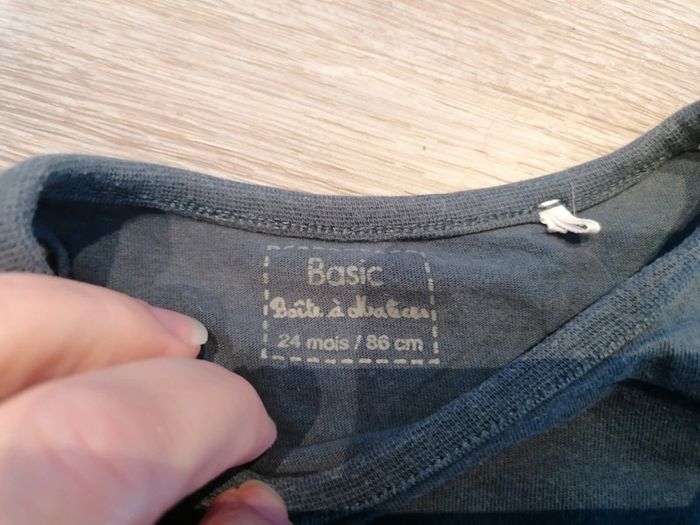 Basic
Boîte à malices
24 mois / 86 cm